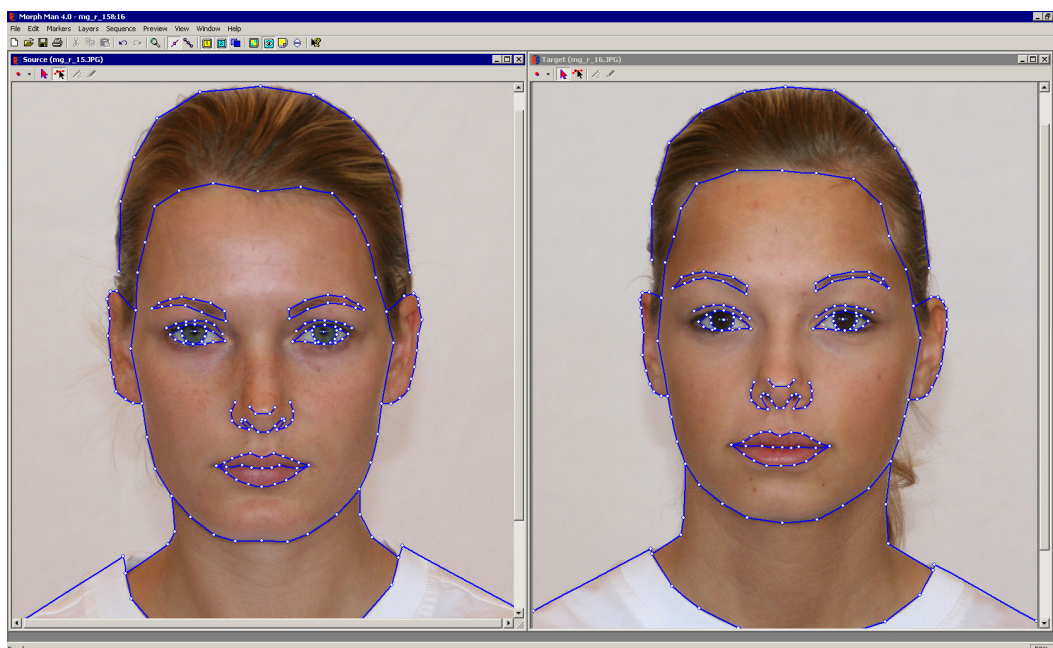 Morph Man 4.0 - mg_r_158:16
File Edit Markers Layers Sequence Preview View Window Help
Source (mg_r_15.JPG)
Target (mg_r_16.JPG)